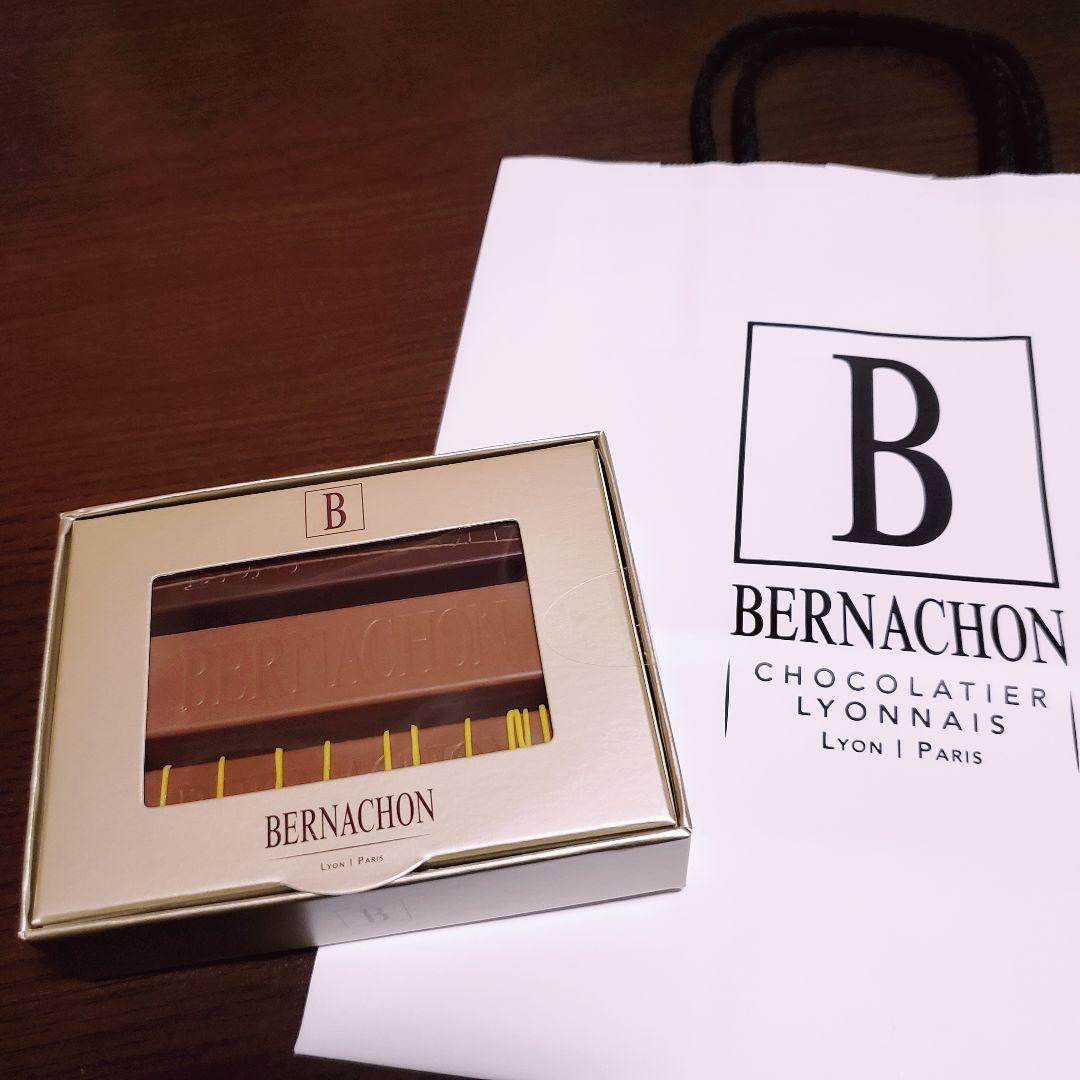 B
BERNACHON
BERNACHON
Lyon | Paris
B
B
BERNACHON
CHOCOLATIER
LYONNAIS
Lyon | Paris